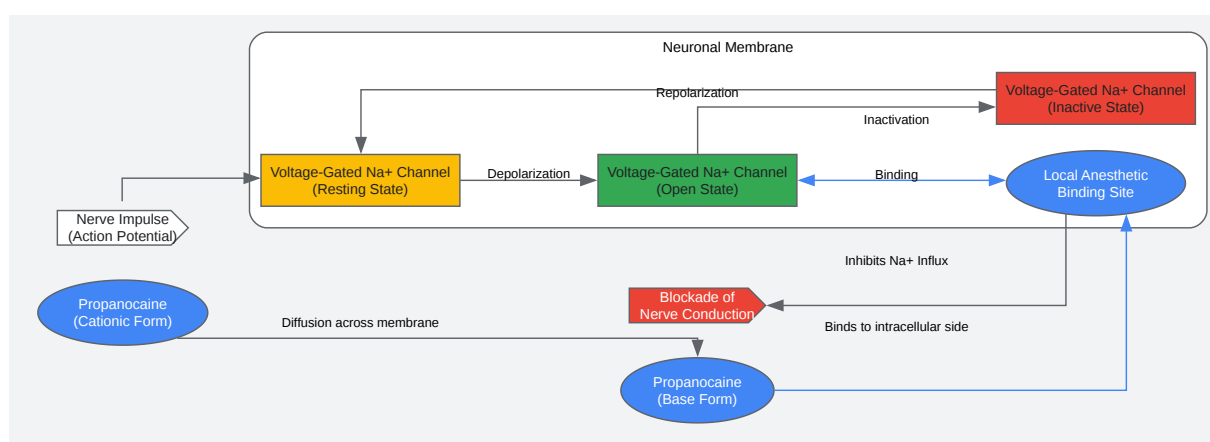 Neuronal Membrane
Repolarization
Voltage-Gated Na+ Channel
(Inactive State)
Inactivation
Voltage-Gated Na+ Channel
(Resting State)
Depolarization
Voltage-Gated Na+ Channel
(Open State)
Binding
Local Anesthetic
Binding Site
Nerve Impulse
(Action Potential)
Inhibits Na+ Influx
Propanocaine
(Cationic Form)
Diffusion across membrane
Blockade of
Nerve Conduction
Binds to intracellular side
Propanocaine
(Base Form)